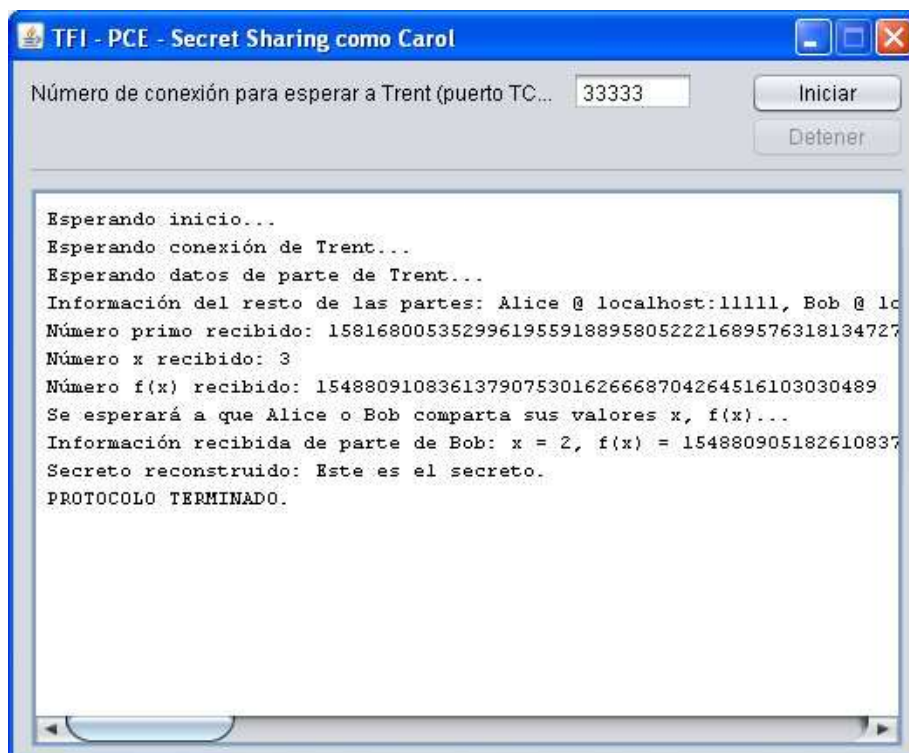 TFI - PCE - Secret Sharing como Carol
Número de conexión para esperar a Trent (puerto TC... 33333 Iniciar
Detener
Esperando inicio...
Esperando conexión de Trent...
Esperando datos de parte de Trent...
Información del resto de las partes: Alice @ localhost:11111, Bob @ lo
Número primo recibido: 15816800535299619559188958052221689576318134727
Número x recibido: 3
Número f(x) recibido: 154880910836137907530162666870426451610303048​9
Se esperará a que Alice o Bob comparta sus valores x, f(x)...
Información recibida de parte de Bob: x = 2, f(x) = 154880905182610837
Secreto reconstruido: Este es el secreto.
PROTOCOLO TERMINADO.